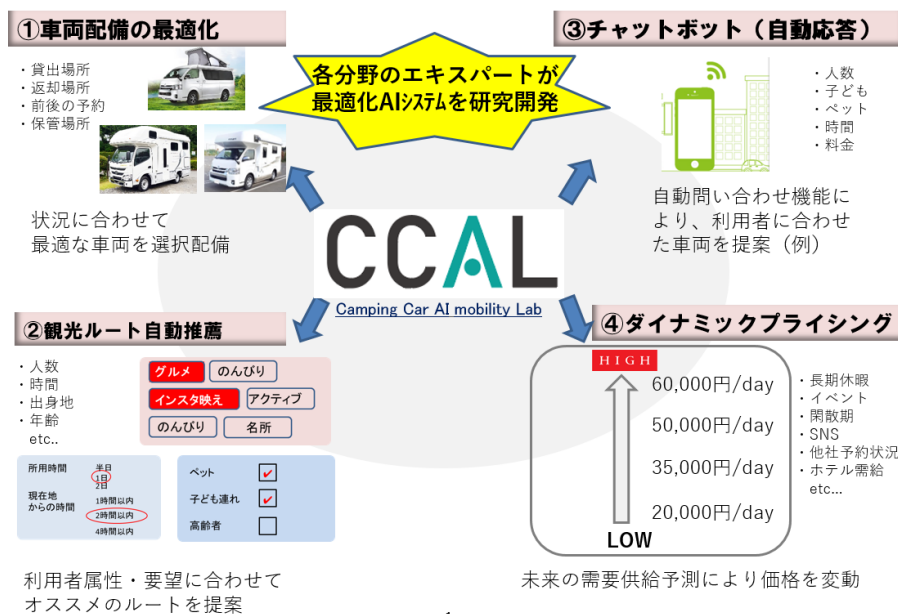 ①車両配備の最適化
・貸出場所
・返却場所
・前後の予約
・保管場所
状況に合わせて
最適な車両を選択配備
各分野のエキスパートが
最適化AIシステムを研究開発
③チャットボット（自動応答）
・人数
・子ども
・ペット
・時間
・料金
自動問い合わせ機能に
より、利用者に合わせ
た車両を提案（例）
CCAL
Camping Car AI mobility Lab
②観光ルート自動推薦
・人数
・時間
・出身地
・年齢
etc..
グルメ のんびり
インスタ映え アクティブ
のんびり 名所
所用時間 半日
1日
2日
現在地
からの時間 1時間以内
2時間以内
4時間以内
ペット ✔
子ども連れ ✔
高齢者
利用者属性・要望に合わせて
オススメのルートを提案
④ダイナミックプライシング
HIGH
60,000円/day
50,000円/day
35,000円/day
20,000円/day
LOW
・長期休暇
・イベント
・閑散期
・SNS
・他社予約状況
・ホテル需給
etc...
未来の需要供給予測により価格を変動